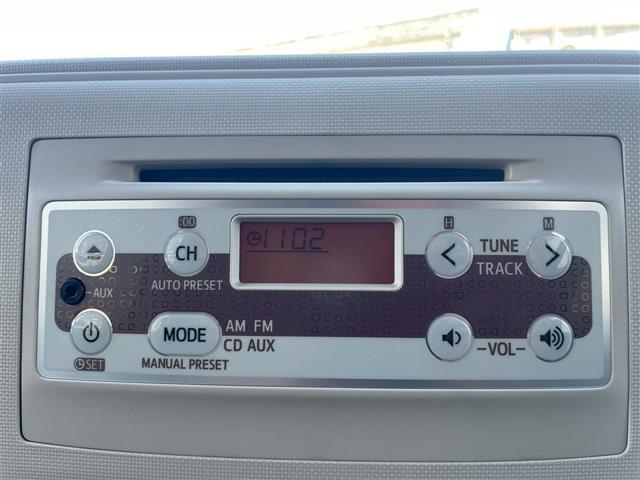 :00
H
M
CH
1102
TUNE
TRACK
AUTO PRESET
AUX
MODE
AM FM
CD AUX
-VOL-
SET
MANUAL PRESET